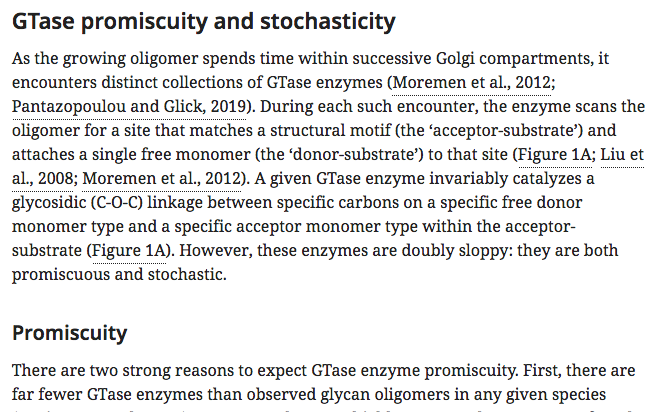 GTase promiscuity and stochasticity
As the growing oligomer spends time within successive Golgi compartments, it
encounters distinct collections of GTase enzymes (Moremen et al., 2012;
Pantazopoulou and Glick, 2019). During each such encounter, the enzyme scans the
oligomer for a site that matches a structural motif (the ‘acceptor-substrate’) and
attaches a single free monomer (the ‘donor-substrate’) to that site (Figure 1A; Liu et
al., 2008; Moremen et al., 2012). A given GTase enzyme invariably catalyzes a
glycosidic (C-O-C) linkage between specific carbons on a specific free donor
monomer type and a specific acceptor monomer type within the acceptor-
substrate (Figure 1A). However, these enzymes are doubly sloppy: they are both
promiscuous and stochastic.
Promiscuity
There are two strong reasons to expect GTase enzyme promiscuity. First, there are
far fewer GTase enzymes than observed glycan oligomers in any given species